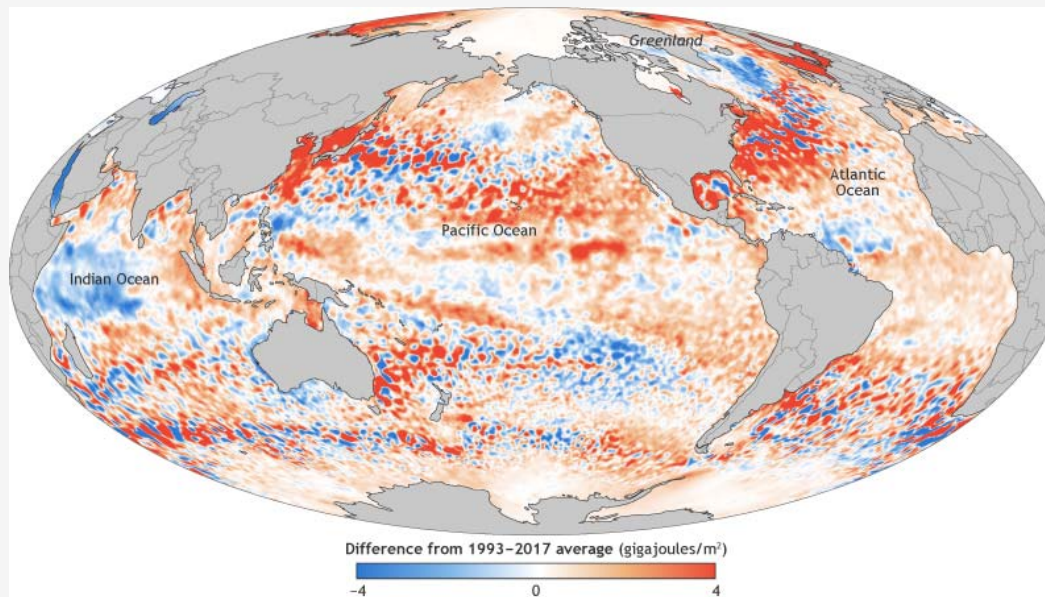 Greenland
Atlantic
Ocean
Pacific Ocean
Indian Ocean
Difference from 1993–2017 average (gigajoules/m²)
−4 0 4